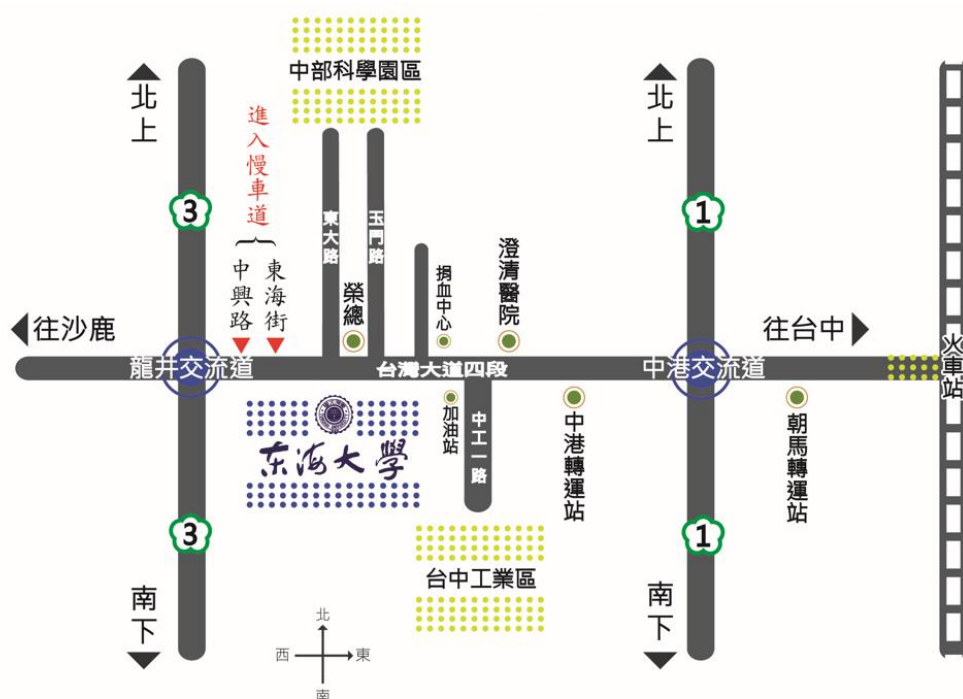 中部科學園區
北上
北上
進入慢車道
3
1
東大路
玉門路
中興路
東海街
榮總
捐血中心
澄清醫院
往沙鹿
往台中
火車站
龍井交流道
台灣大道四段
中港交流道
东海大學
加油站
中工一路
中港轉運站
朝馬轉運站
3
1
台中工業區
南下
南下
北
西
東
南